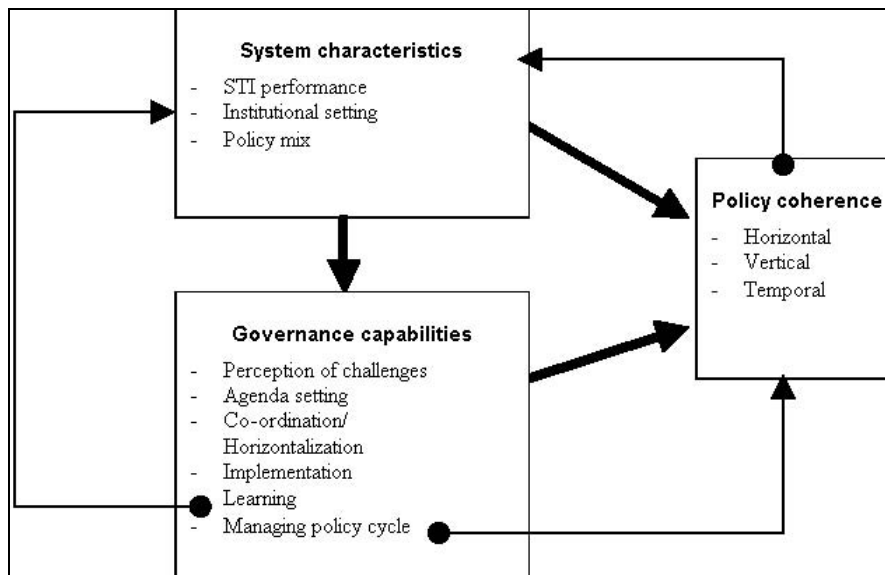 System characteristics
- STI performance
- Institutional setting
- Policy mix
Policy coherence
- Horizontal
- Vertical
- Temporal
Governance capabilities
- Perception of challenges
- Agenda setting
- Co-ordination/
Horizontalization
- Implementation
- Learning
- Managing policy cycle